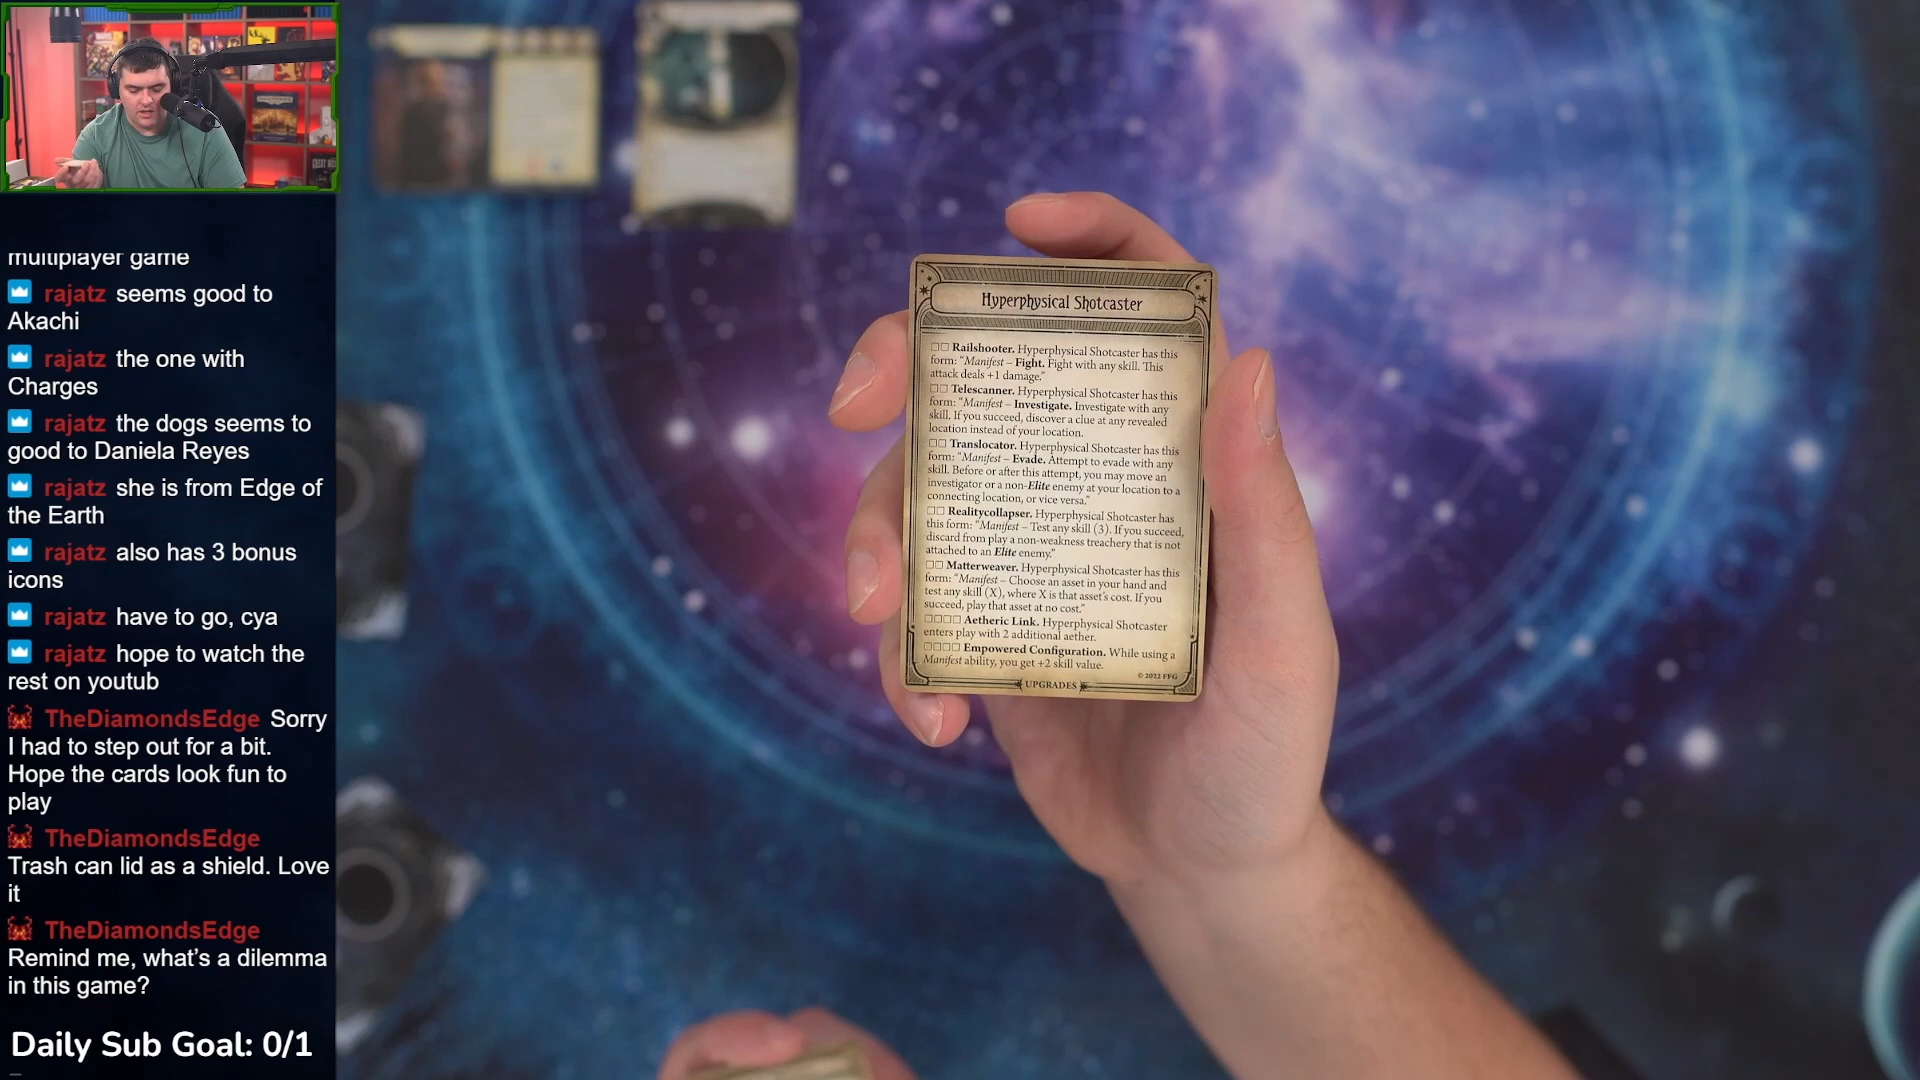 multiplayer game
rajatz seems good to
Akachi
rajatz the one with
Charges
rajatz the dogs seems to
good to Daniela Reyes
rajatz she is from Edge of
the Earth
rajatz also has 3 bonus
icons
rajatz have to go, cya
rajatz hope to watch the
rest on youtub
TheDiamondsEdge Sorry
I had to step out for a bit.
Hope the cards look fun to
play
TheDiamondsEdge
Trash can lid as a shield. Love
it
TheDiamondsEdge
Remind me, what's a dilemma
in this game?
Daily Sub Goal: 0/1
Hyperphysical Shotcaster
□□ Railshooter. Hyperphysical Shotcaster has this
form: "Manifest – Fight. Fight with any skill. This
attack deals +1 damage."
□□ Telescanner. Hyperphysical Shotcaster has this
form: "Manifest – Investigate. Investigate with any
skill. If you succeed, discover a clue at any revealed
location instead of your location.
□□ Translocator. Hyperphysical Shotcaster has this
form: "Manifest – Evade. Attempt to evade with any
skill. Before or after this attempt, you may move an
investigator or a non-Elite enemy at your location to a
connecting location, or vice versa."
□□ Realitycollapser. Hyperphysical Shotcaster has
this form: "Manifest – Test any skill (3). If you succeed,
discard from play a non-weakness treachery that is not
attached to an Elite enemy."
□□ Matterweaver. Hyperphysical Shotcaster has this
form: "Manifest – Choose an asset in your hand and
test any skill (X), where X is that asset's cost. If you
succeed, play that asset at no cost."
□□□□ Aetheric Link. Hyperphysical Shotcaster
enters play with 2 additional aether.
□□□□ Empowered Configuration. While using a
Manifest ability, you get +2 skill value.
© 2022 FFG
UPGRADES